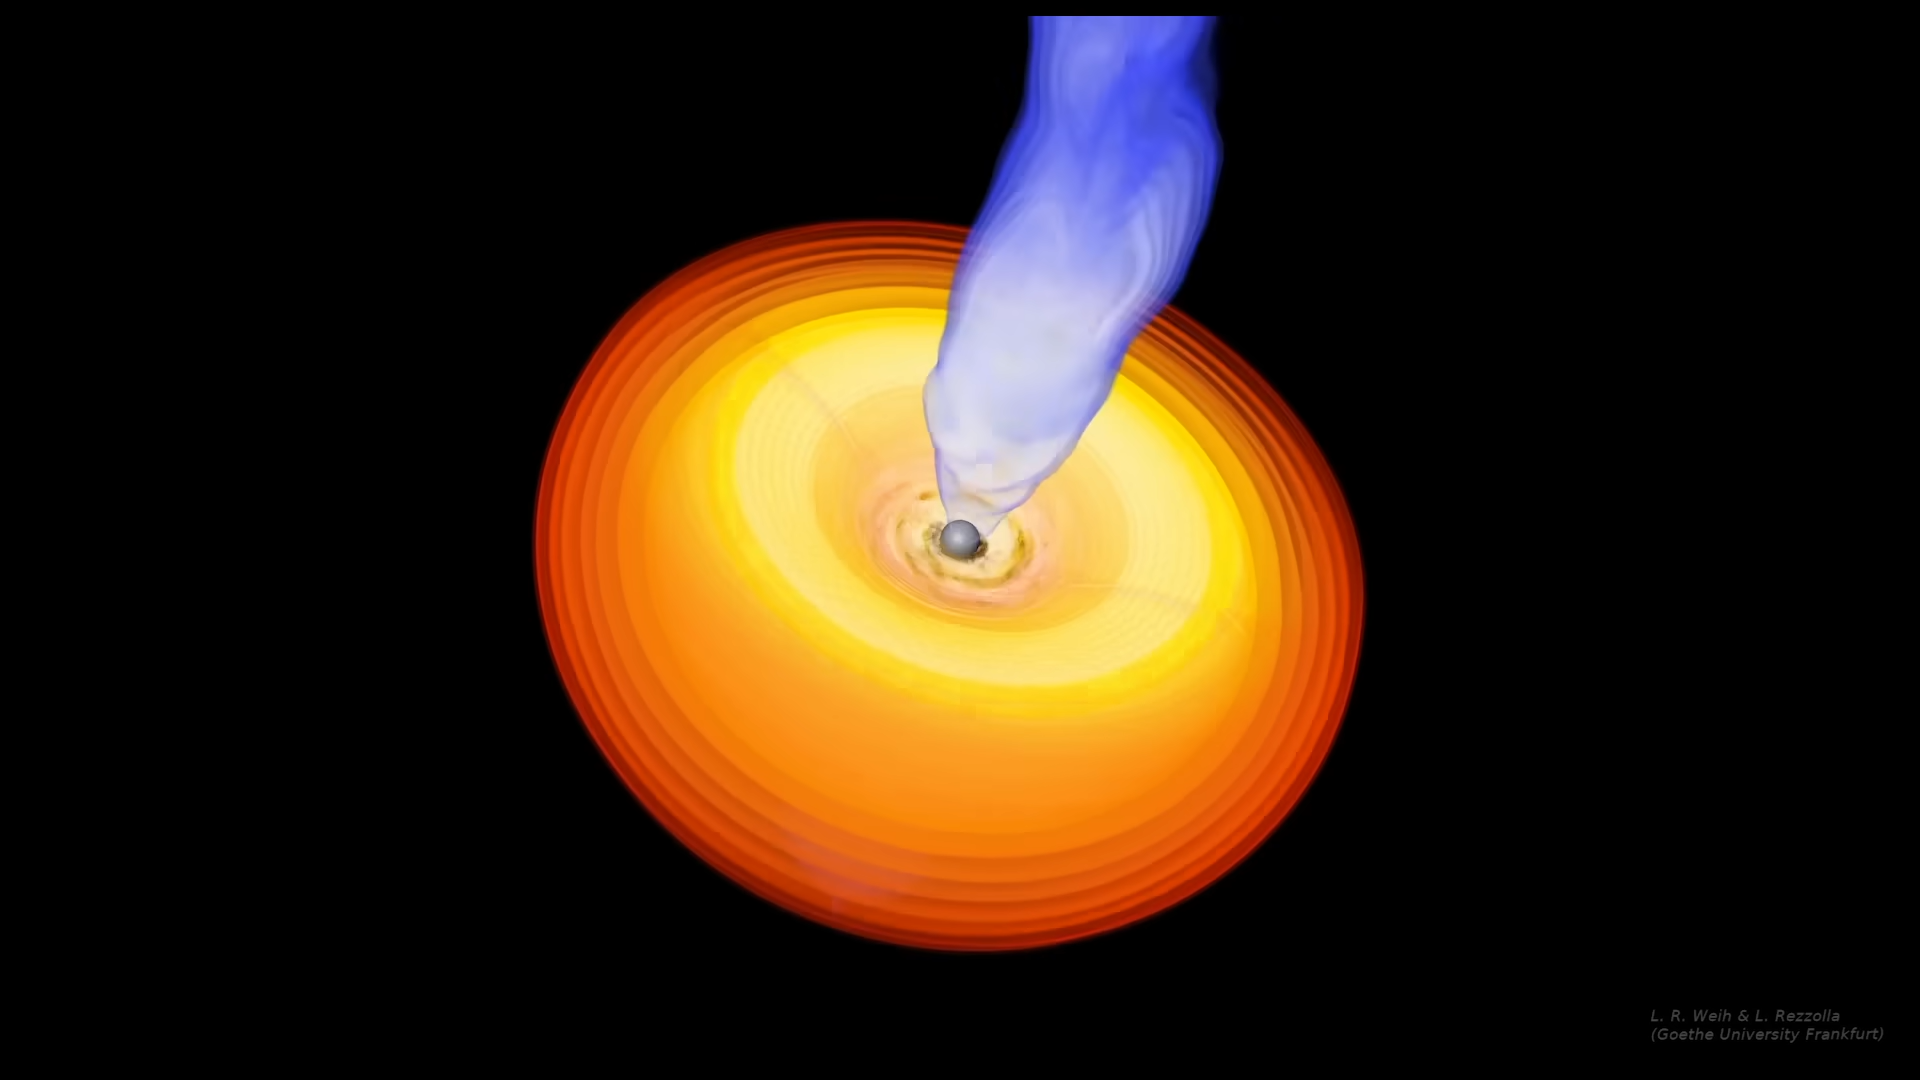 L. R. Weih & L. Rezzolla
(Goethe University Frankfurt)